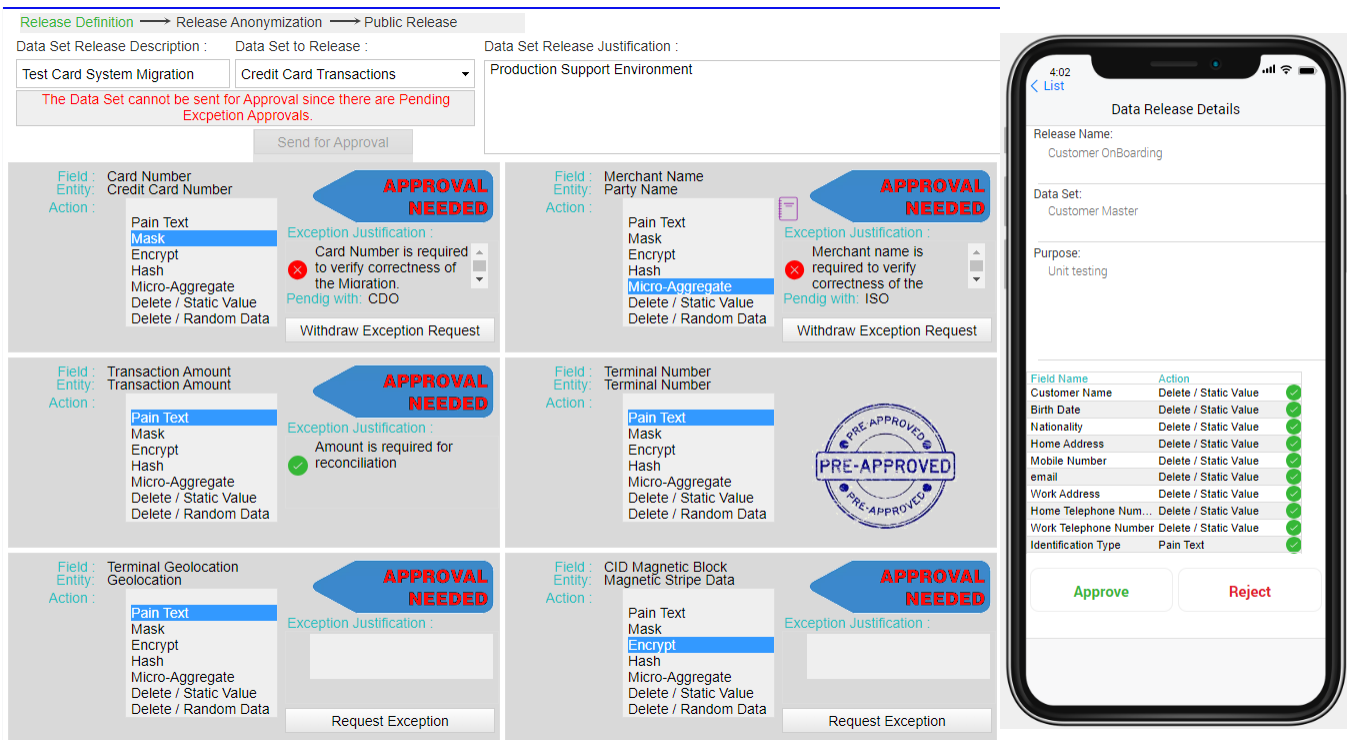 Release Definition → Release Anonymization → Public Release
Data Set Release Description :
Data Set to Release :
Data Set Release Justification :
Test Card System Migration
Credit Card Transactions
Production Support Environment
The Data Set cannot be sent for Approval since there are Pending
Excpetion Approvals.
Send for Approval
Field : Card Number
Entity: Credit Card Number
Action :
Pain Text
Mask
Encrypt
Hash
Micro-Aggregate
Delete / Static Value
Delete / Random Data
APPROVAL
NEEDED
Exception Justification :
Card Number is required
to verify correctness of
the Migration.
Pendig with: CDO
Withdraw Exception Request
Field : Merchant Name
Entity: Party Name
Action :
Pain Text
Mask
Encrypt
Hash
Micro-Aggregate
Delete / Static Value
Delete / Random Data
APPROVAL
NEEDED
Exception Justification :
Merchant name is
required to verify
correctness of the
Pendig with: ISO
Withdraw Exception Request
Field : Transaction Amount
Entity: Transaction Amount
Action :
Pain Text
Mask
Encrypt
Hash
Micro-Aggregate
Delete / Static Value
Delete / Random Data
APPROVAL
NEEDED
Exception Justification :
Amount is required for
reconciliation
Field : Terminal Number
Entity: Terminal Number
Action :
Pain Text
Mask
Encrypt
Hash
Micro-Aggregate
Delete / Static Value
Delete / Random Data
PRE-APPROVED
PRE-APPROVED
PRE-APPROVED
Field : Terminal Geolocation
Entity: Geolocation
Action :
Pain Text
Mask
Encrypt
Hash
Micro-Aggregate
Delete / Static Value
Delete / Random Data
APPROVAL
NEEDED
Exception Justification :
Request Exception
Field : CID Magnetic Block
Entity: Magnetic Stripe Data
Action :
Pain Text
Mask
Encrypt
Hash
Micro-Aggregate
Delete / Static Value
Delete / Random Data
APPROVAL
NEEDED
Exception Justification :
Request Exception
4:02
List
Data Release Details
Release Name:
Customer OnBoarding
Data Set:
Customer Master
Purpose:
Unit testing
Field Name Action
Customer Name Delete / Static Value
Birth Date Delete / Static Value
Nationality Delete / Static Value
Home Address Delete / Static Value
Mobile Number Delete / Static Value
email Delete / Static Value
Work Address Delete / Static Value
Home Telephone Num... Delete / Static Value
Work Telephone Number Delete / Static Value
Identification Type Pain Text
Approve
Reject